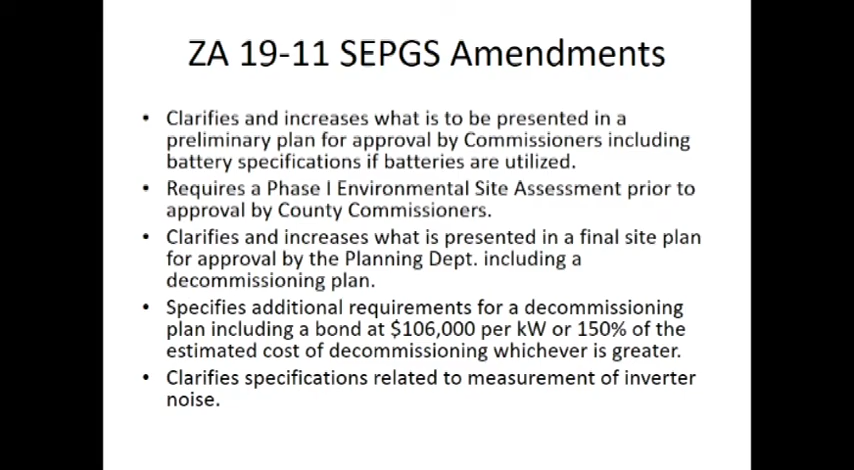 ZA 19-11 SEPGS Amendments
• Clarifies and increases what is to be presented in a
preliminary plan for approval by Commissioners including
battery specifications if batteries are utilized.
• Requires a Phase I Environmental Site Assessment prior to
approval by County Commissioners.
• Clarifies and increases what is presented in a final site plan
for approval by the Planning Dept. including a
decommissioning plan.
• Specifies additional requirements for a decommissioning
plan including a bond at $106,000 per kW or 150% of the
estimated cost of decommissioning whichever is greater.
• Clarifies specifications related to measurement of inverter
noise.